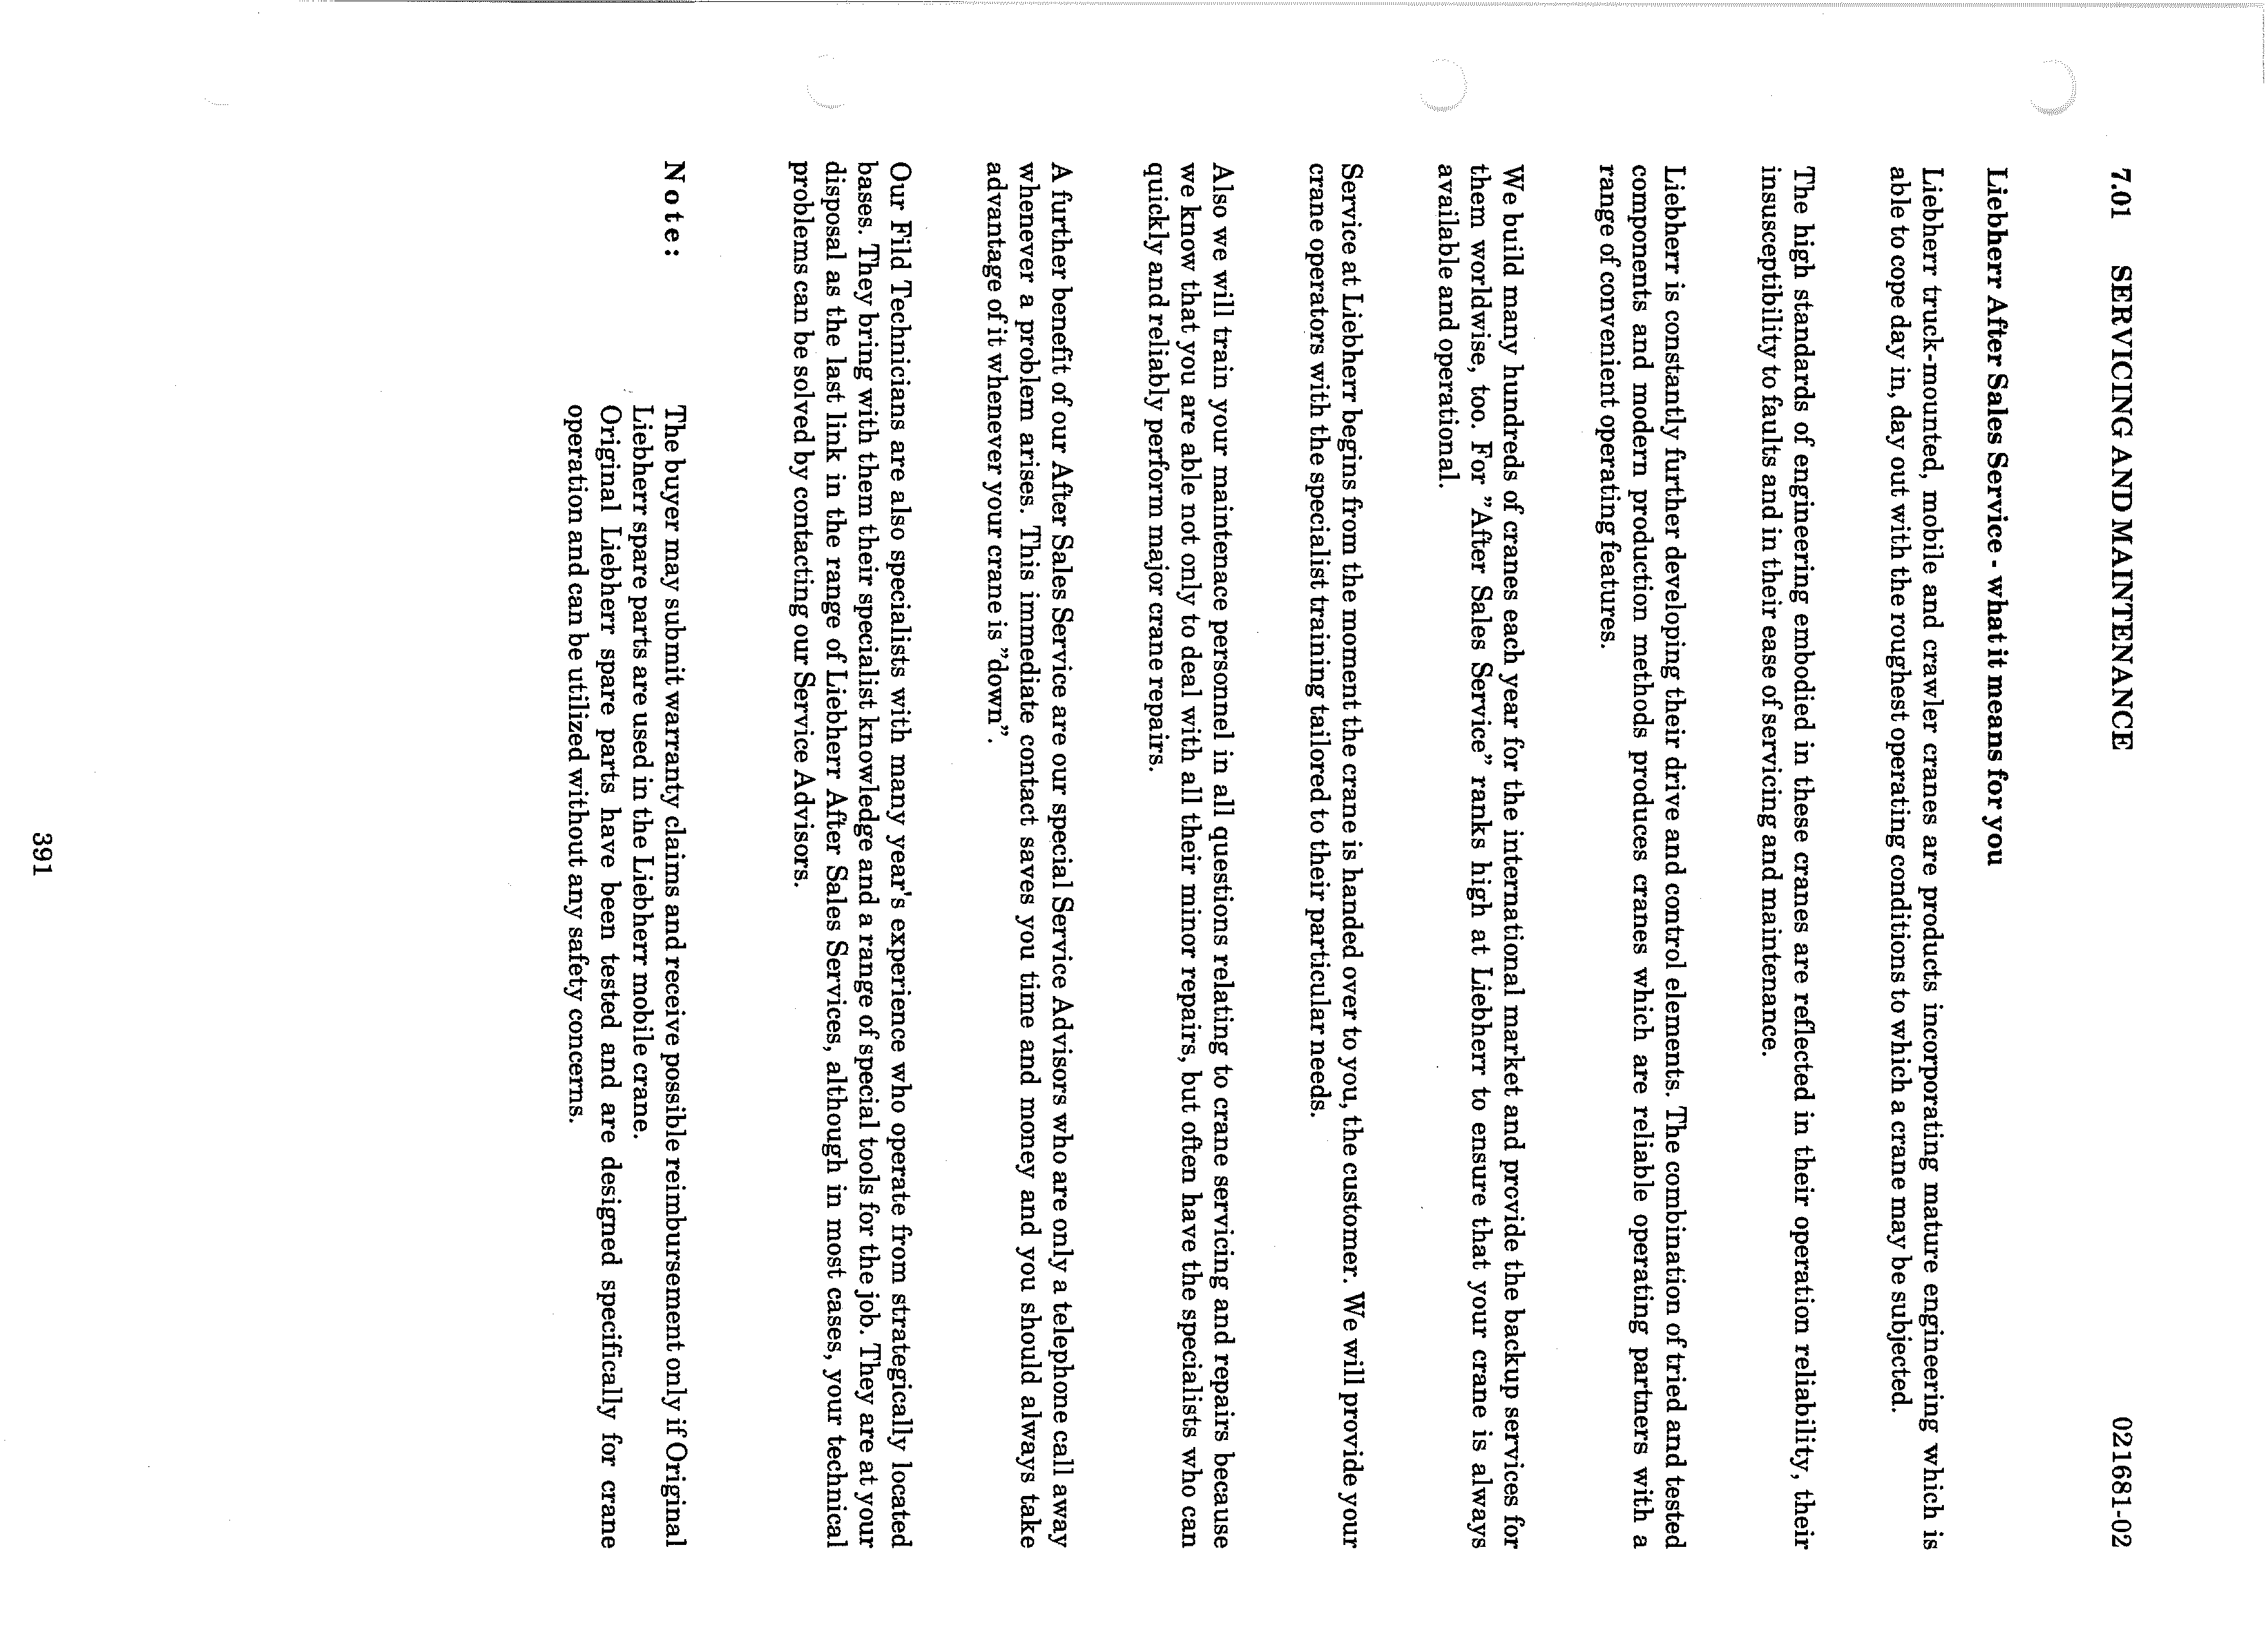 7.01 SERVICING AND MAINTENANCE 021681-02
Liebherr After Sales Service - what it means for you
Liebherr truck-mounted, mobile and crawler cranes are products incorporating mature engineering which is
able to cope day in, day out with the roughest operating conditions to which a crane may be subjected.
The high standards of engineering embodied in these cranes are reflected in their operation reliability, their
insusceptibility to faults and in their ease of servicing and maintenance.
Liebherr is constantly further developing their drive and control elements. The combination of tried and tested
components and modern production methods produces cranes which are reliable operating partners with a
range of convenient operating features.
We build many hundreds of cranes each year for the international market and provide the backup services for
them worldwise, too. For "After Sales Service" ranks high at Liebherr to ensure that your crane is always
available and operational.
Service at Liebherr begins from the moment the crane is handed over to you, the customer. We will provide your
crane operators with the specialist training tailored to their particular needs.
Also we will train your maintenace personnel in all questions relating to crane servicing and repairs because
we know that you are able not only to deal with all their minor repairs, but often have the specialists who can
quickly and reliably perform major crane repairs.
A further benefit of our After Sales Service are our special Service Advisors who are only a telephone call away
whenever a problem arises. This immediate contact saves you time and money and you should always take
advantage of it whenever your crane is "down".
Our Fild Technicians are also specialists with many year's experience who operate from strategically located
bases. They bring with them their specialist knowledge and a range of special tools for the job. They are at your
disposal as the last link in the range of Liebherr After Sales Services, although in most cases, your technical
problems can be solved by contacting our Service Advisors.
Note: The buyer may submit warranty claims and receive possible reimbursement only if Original
Liebherr spare parts are used in the Liebherr mobile crane.
Original Liebherr spare parts have been tested and are designed specifically for crane
operation and can be utilized without any safety concerns.
391